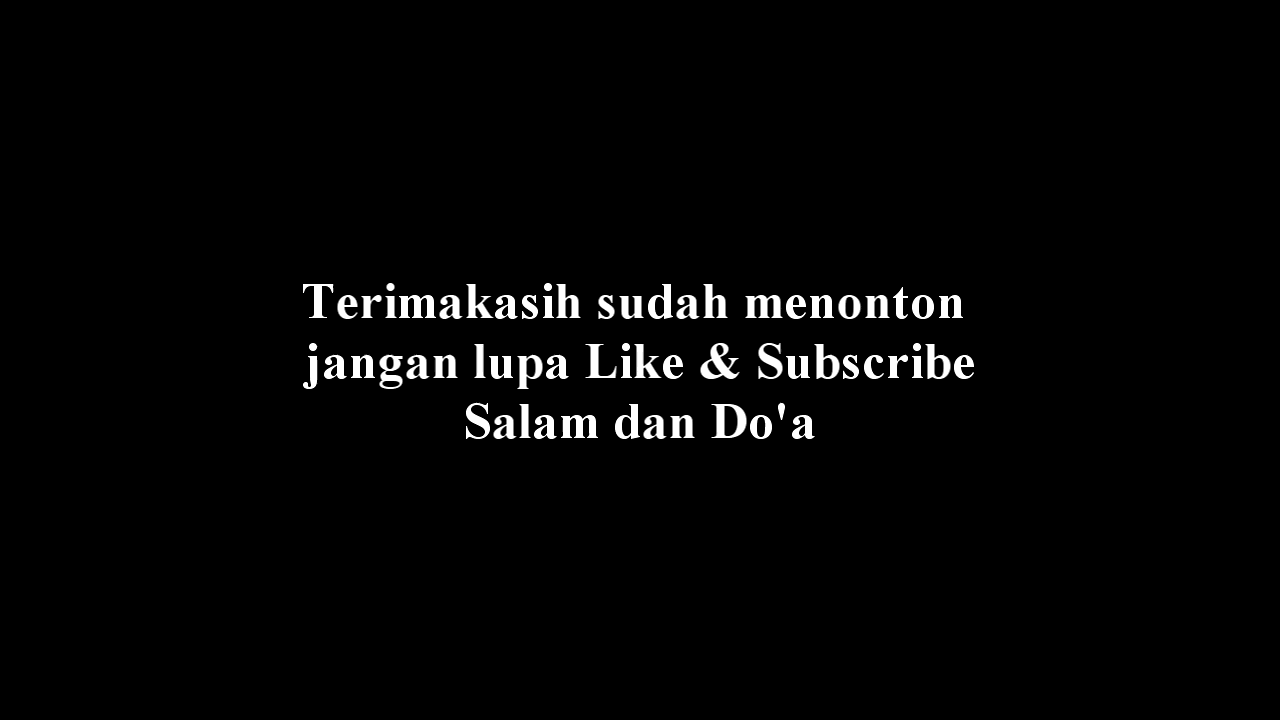 Terimakasih sudah menonton
jangan lupa Like & Subscribe
Salam dan Do'a